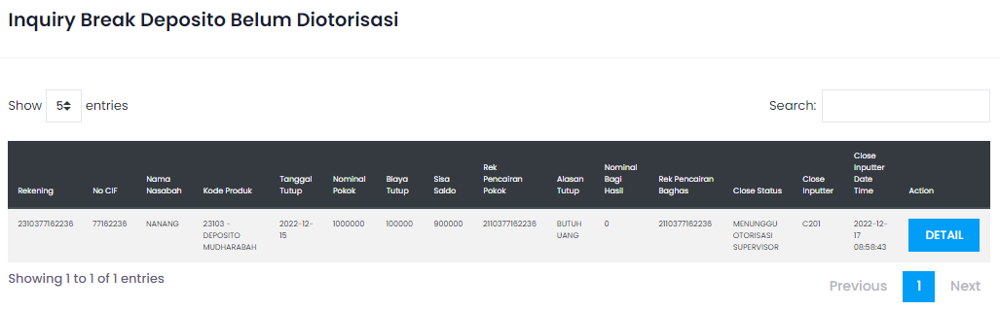 Inquiry Break Deposito Belum Diotorisasi
Show 5 entries
Search:
Rekening No CIF Nama Nasabah Kode Produk Tanggal Tutup Nominal Pokok Biaya Tutup Sisa Saldo Rek Pencairan Pokok Alasan Tutup Nominal Bagi Hasil Rek Pencairan Baghas Close Status Close Inputter Close Inputter Date Time Action
2310377162236 77162236 NANANG 23103 - DEPOSITO MUDHARABAH 2022-12-15 1000000 100000 900000 2110377162236 BUTUH UANG 0 2110377162236 MENUNGGU OTORISASI SUPERVISOR C201 2022-12-17 08:58:43 DETAIL
Showing 1 to 1 of 1 entries
Previous 1 Next